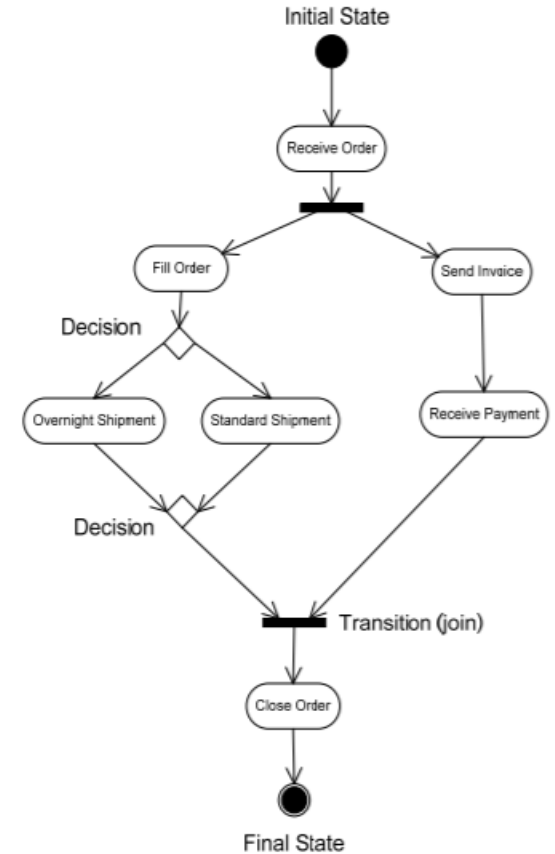 Initial State
Receive Order
Fill Order
Send Invoice
Decision
Overnight Shipment
Standard Shipment
Receive Payment
Decision
Transition (join)
Close Order
Final State